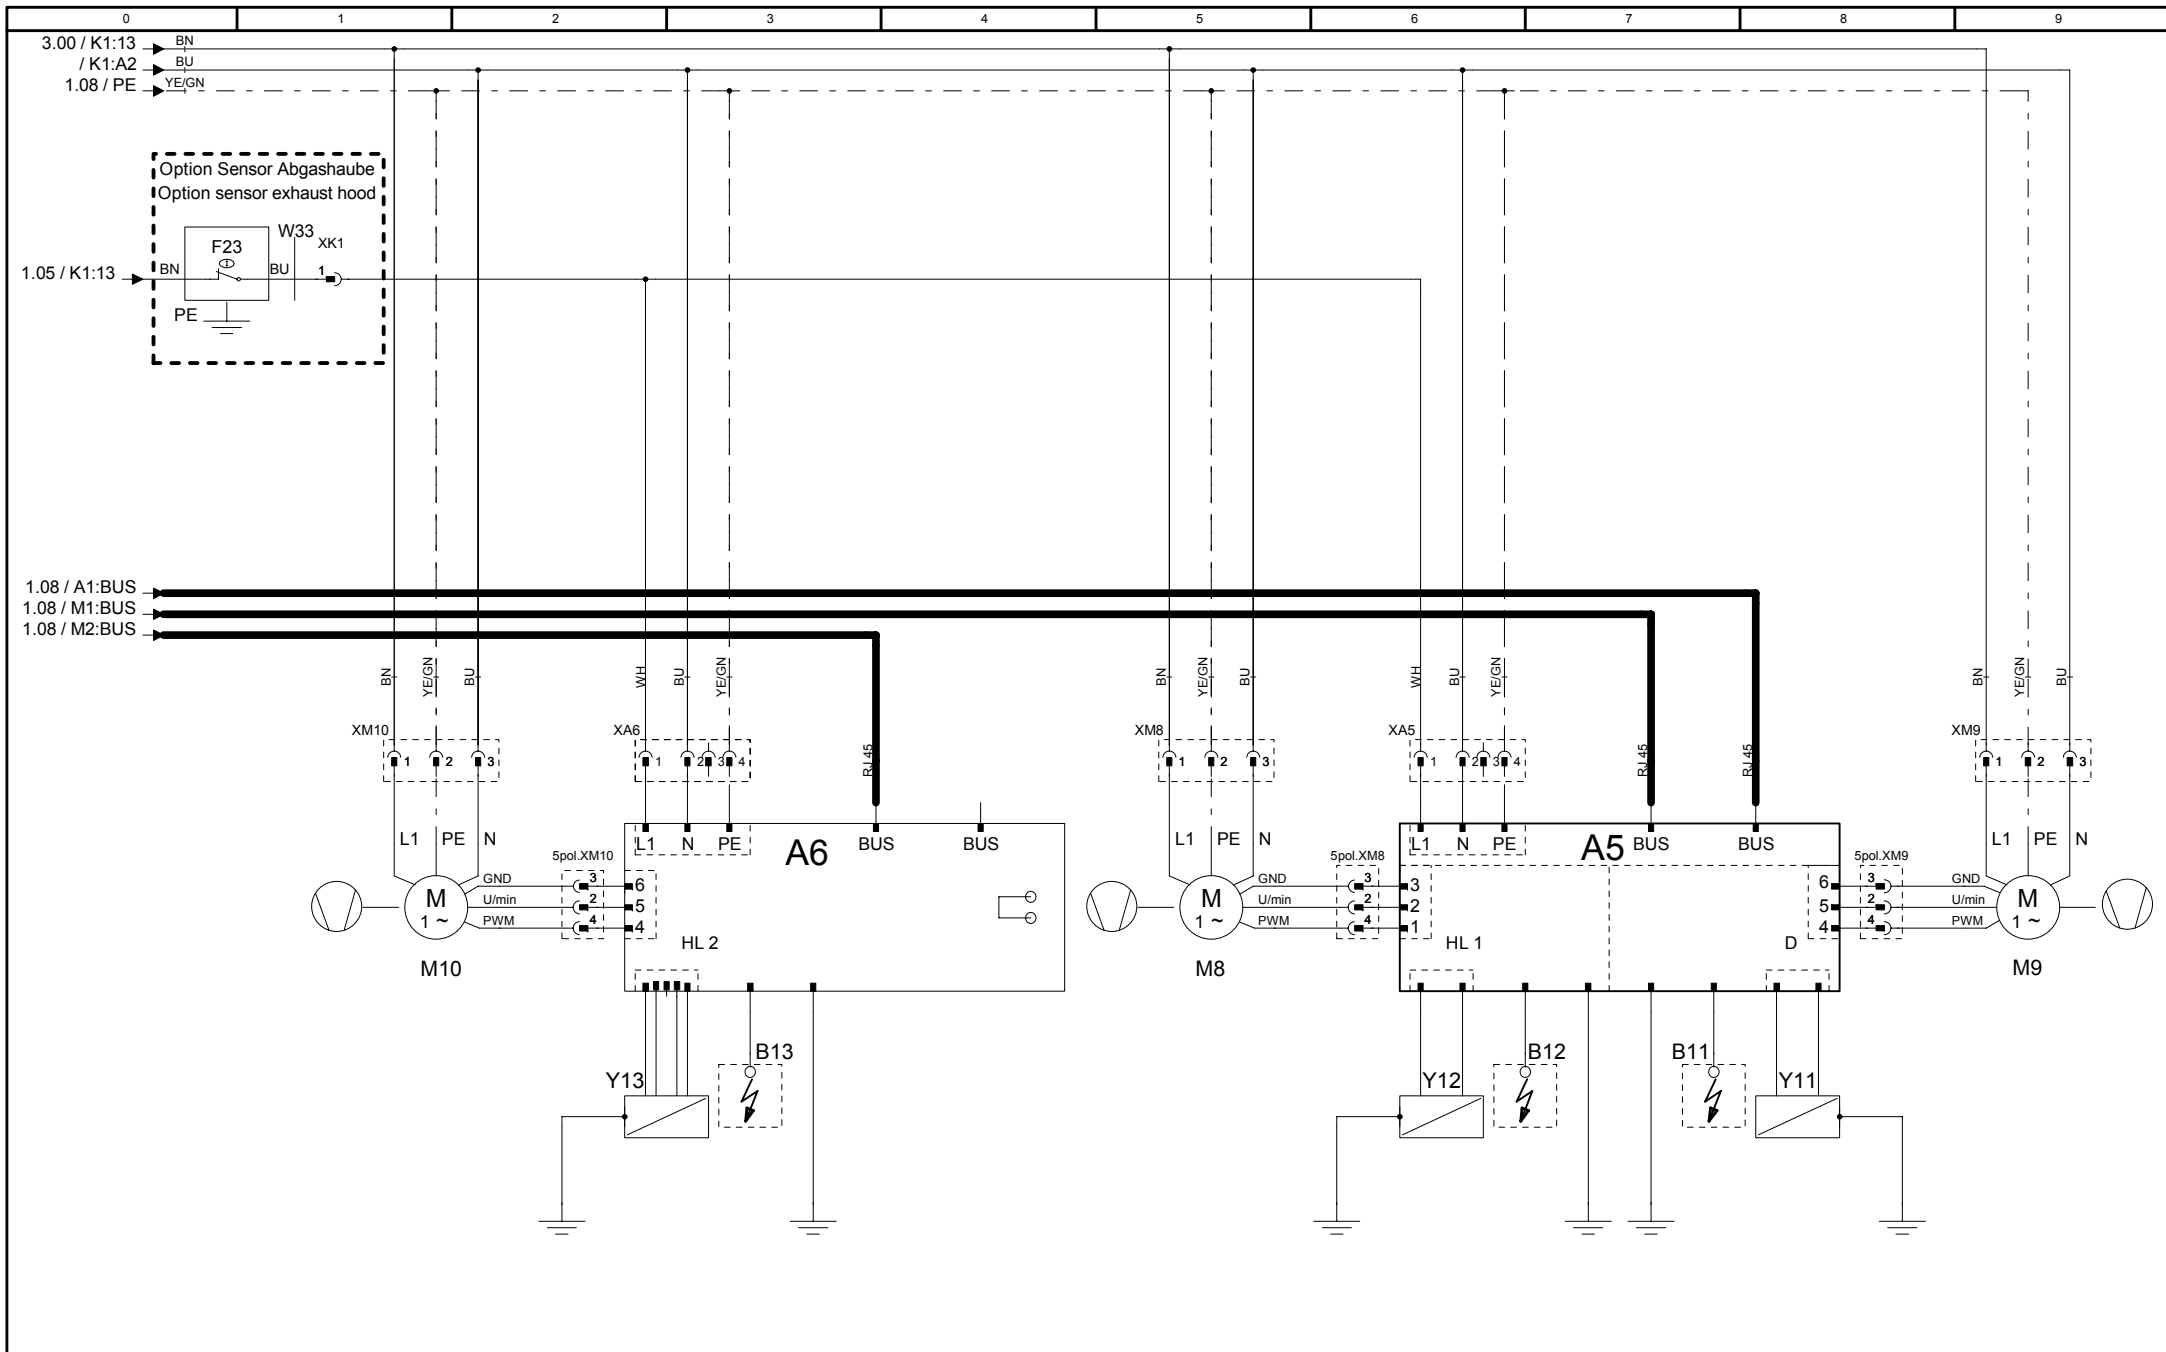 0 1 2 3 4 5 6 7 8 9
3.00 / K1:13 BN
/ K1:A2 BU
1.08 / PE YE/GN
Option Sensor Abgashaube
Option sensor exhaust hood
W33
F23 XK1
1.05 / K1:13 BN BU 1
PE
1.08 / A1:BUS
1.08 / M1:BUS
1.08 / M2:BUS
BN YE/GN BU WH BU YE/GN BN YE/GN BU WH BU YE/GN BN YE/GN BU
XM10 XA6 XM8 XA5 XM9
RJ 45 RJ 45 RJ 45
1 2 3 1 2 3 4 1 2 3 1 2 3 4 1 2 3
L1 PE N L1 N PE A6 BUS BUS L1 PE N L1 N PE A5 BUS BUS L1 PE N
5pol.XM10 5pol.XM8 5pol.XM9
GND 3 6 GND 3 3 6 3 GND
M U/min 2 5 M U/min 2 2 5 2 U/min M
1 ~ PWM 4 4 1 ~ PWM 4 1 4 4 PWM 1 ~
HL 2 HL 1 D
M10 M8 M9
B13 B12 B11
Y13 Y12 Y11